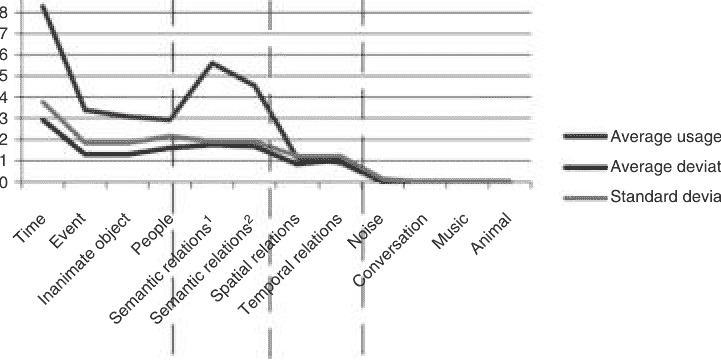 8
7
6
5
4
3
2
1
0
Time
Event
Inanimate object
People
Semantic relations¹
Semantic relations²
Spatial relations
Temporal relations
Noise
Conversation
Music
Animal
Average usage
Average deviat
Standard devia